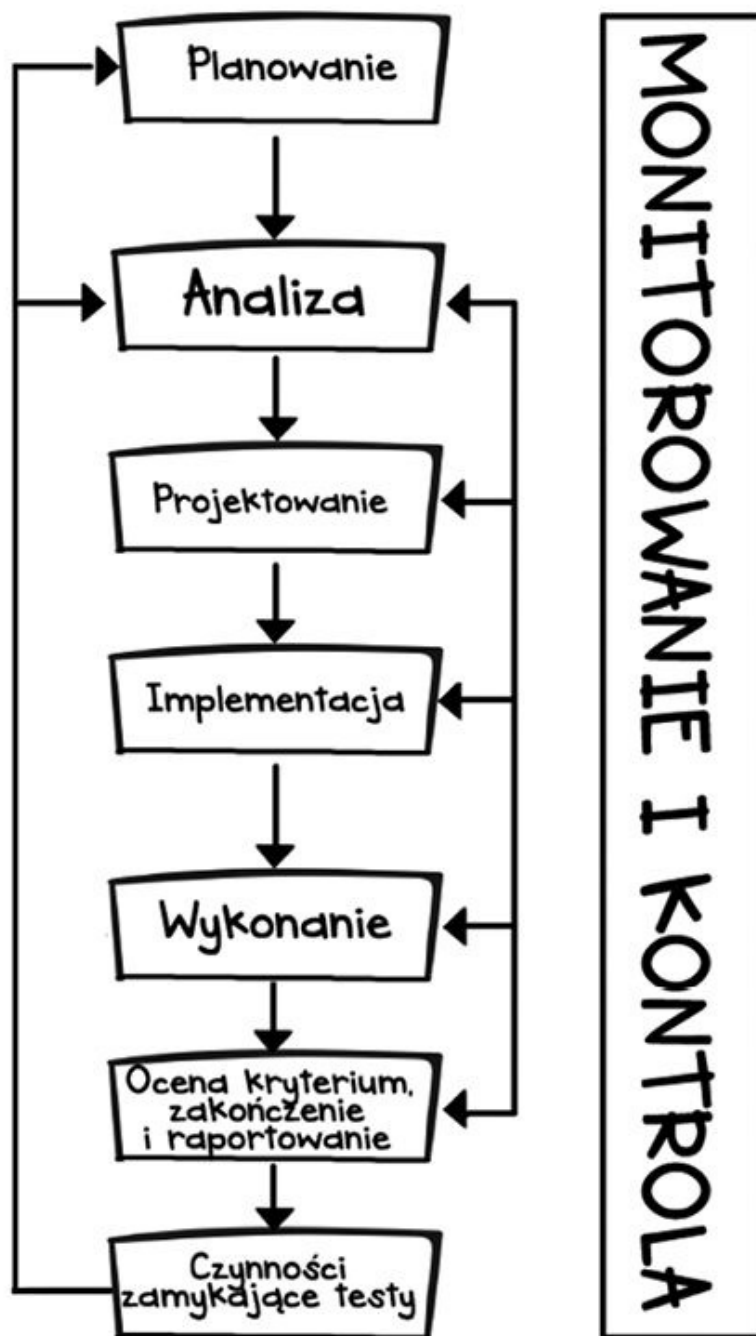 Planowanie
Analiza
Projektowanie
Implementacja
Wykonanie
Ocena kryterium,
zakończenie
i raportowanie
Czynności
zamykające testy
MONITOROWANIE I KONTROLA